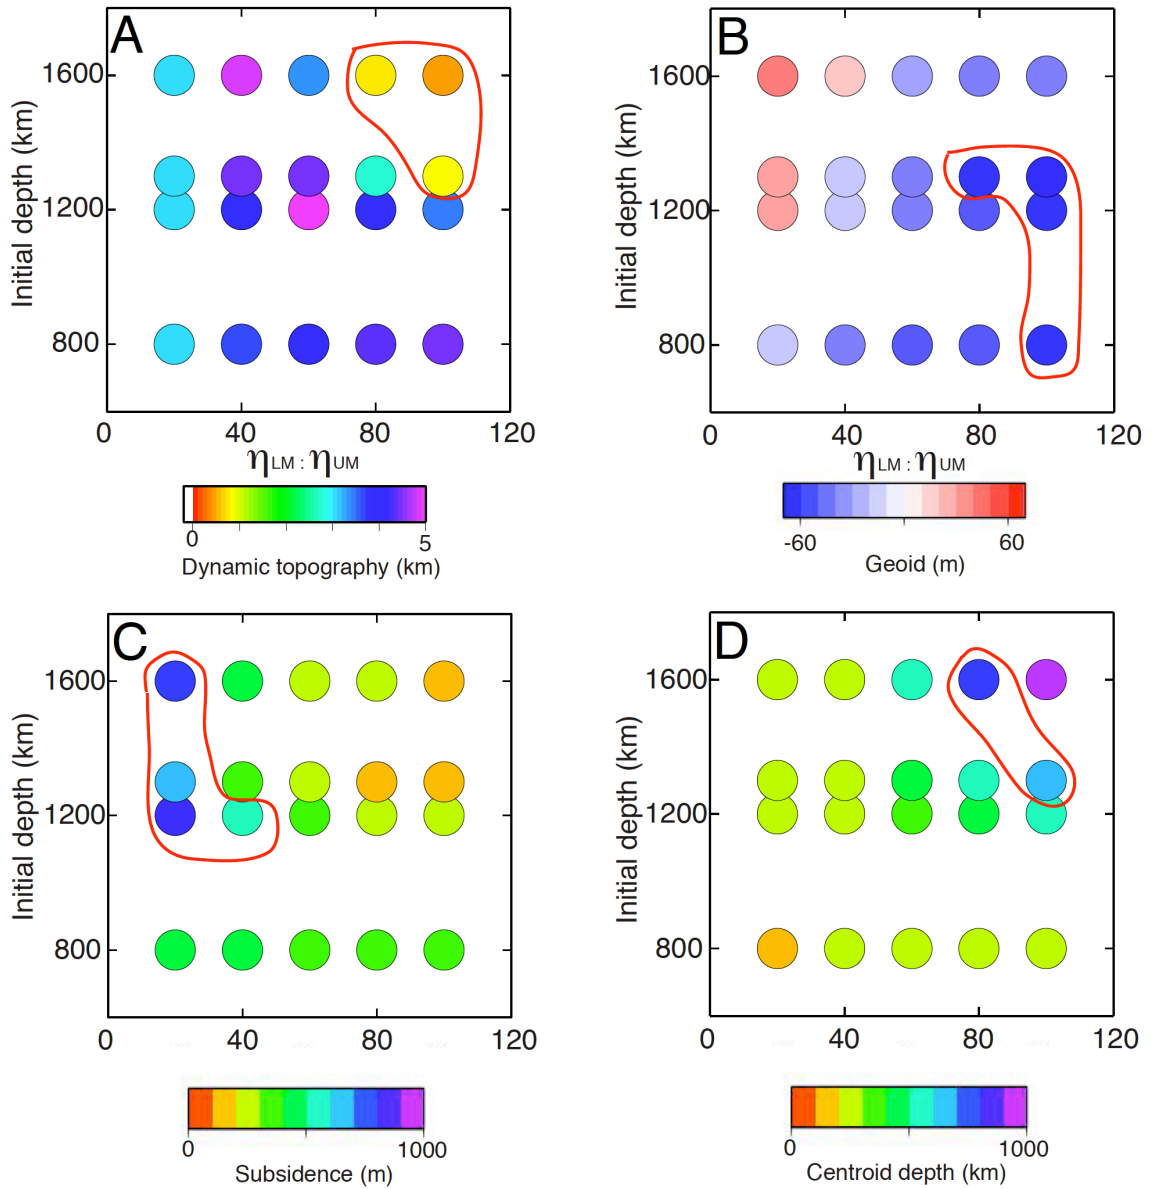 A
B
1600
1200
800
Initial depth (km)
0
40
80
120
ηLM : ηUM
0
5
Dynamic topography (km)
1600
1200
800
Initial depth (km)
0
40
80
120
ηLM : ηUM
-60
60
Geoid (m)
C
D
1600
1200
800
Initial depth (km)
0
40
80
120
0
1000
Subsidence (m)
1600
1200
800
Initial depth (km)
0
40
80
120
0
1000
Centroid depth (km)